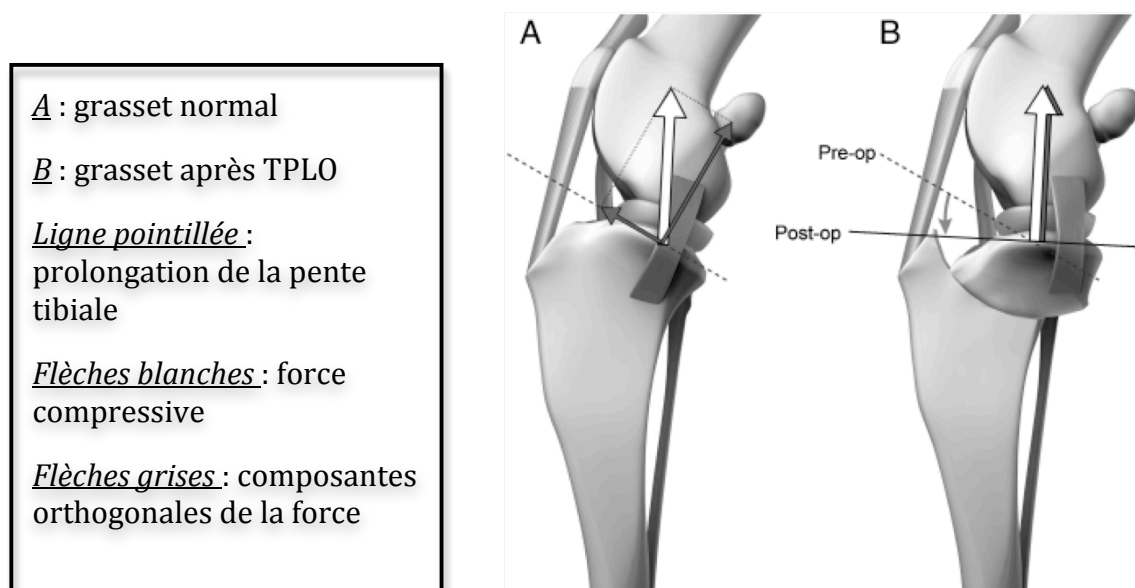 A : grasset normal
B : grasset après TPLO
Ligne pointillée :
prolongation de la pente
tibiale
Flèches blanches : force
compressive
Flèches grises : composantes
orthogonales de la force
A
B
Pre-op
Post-op